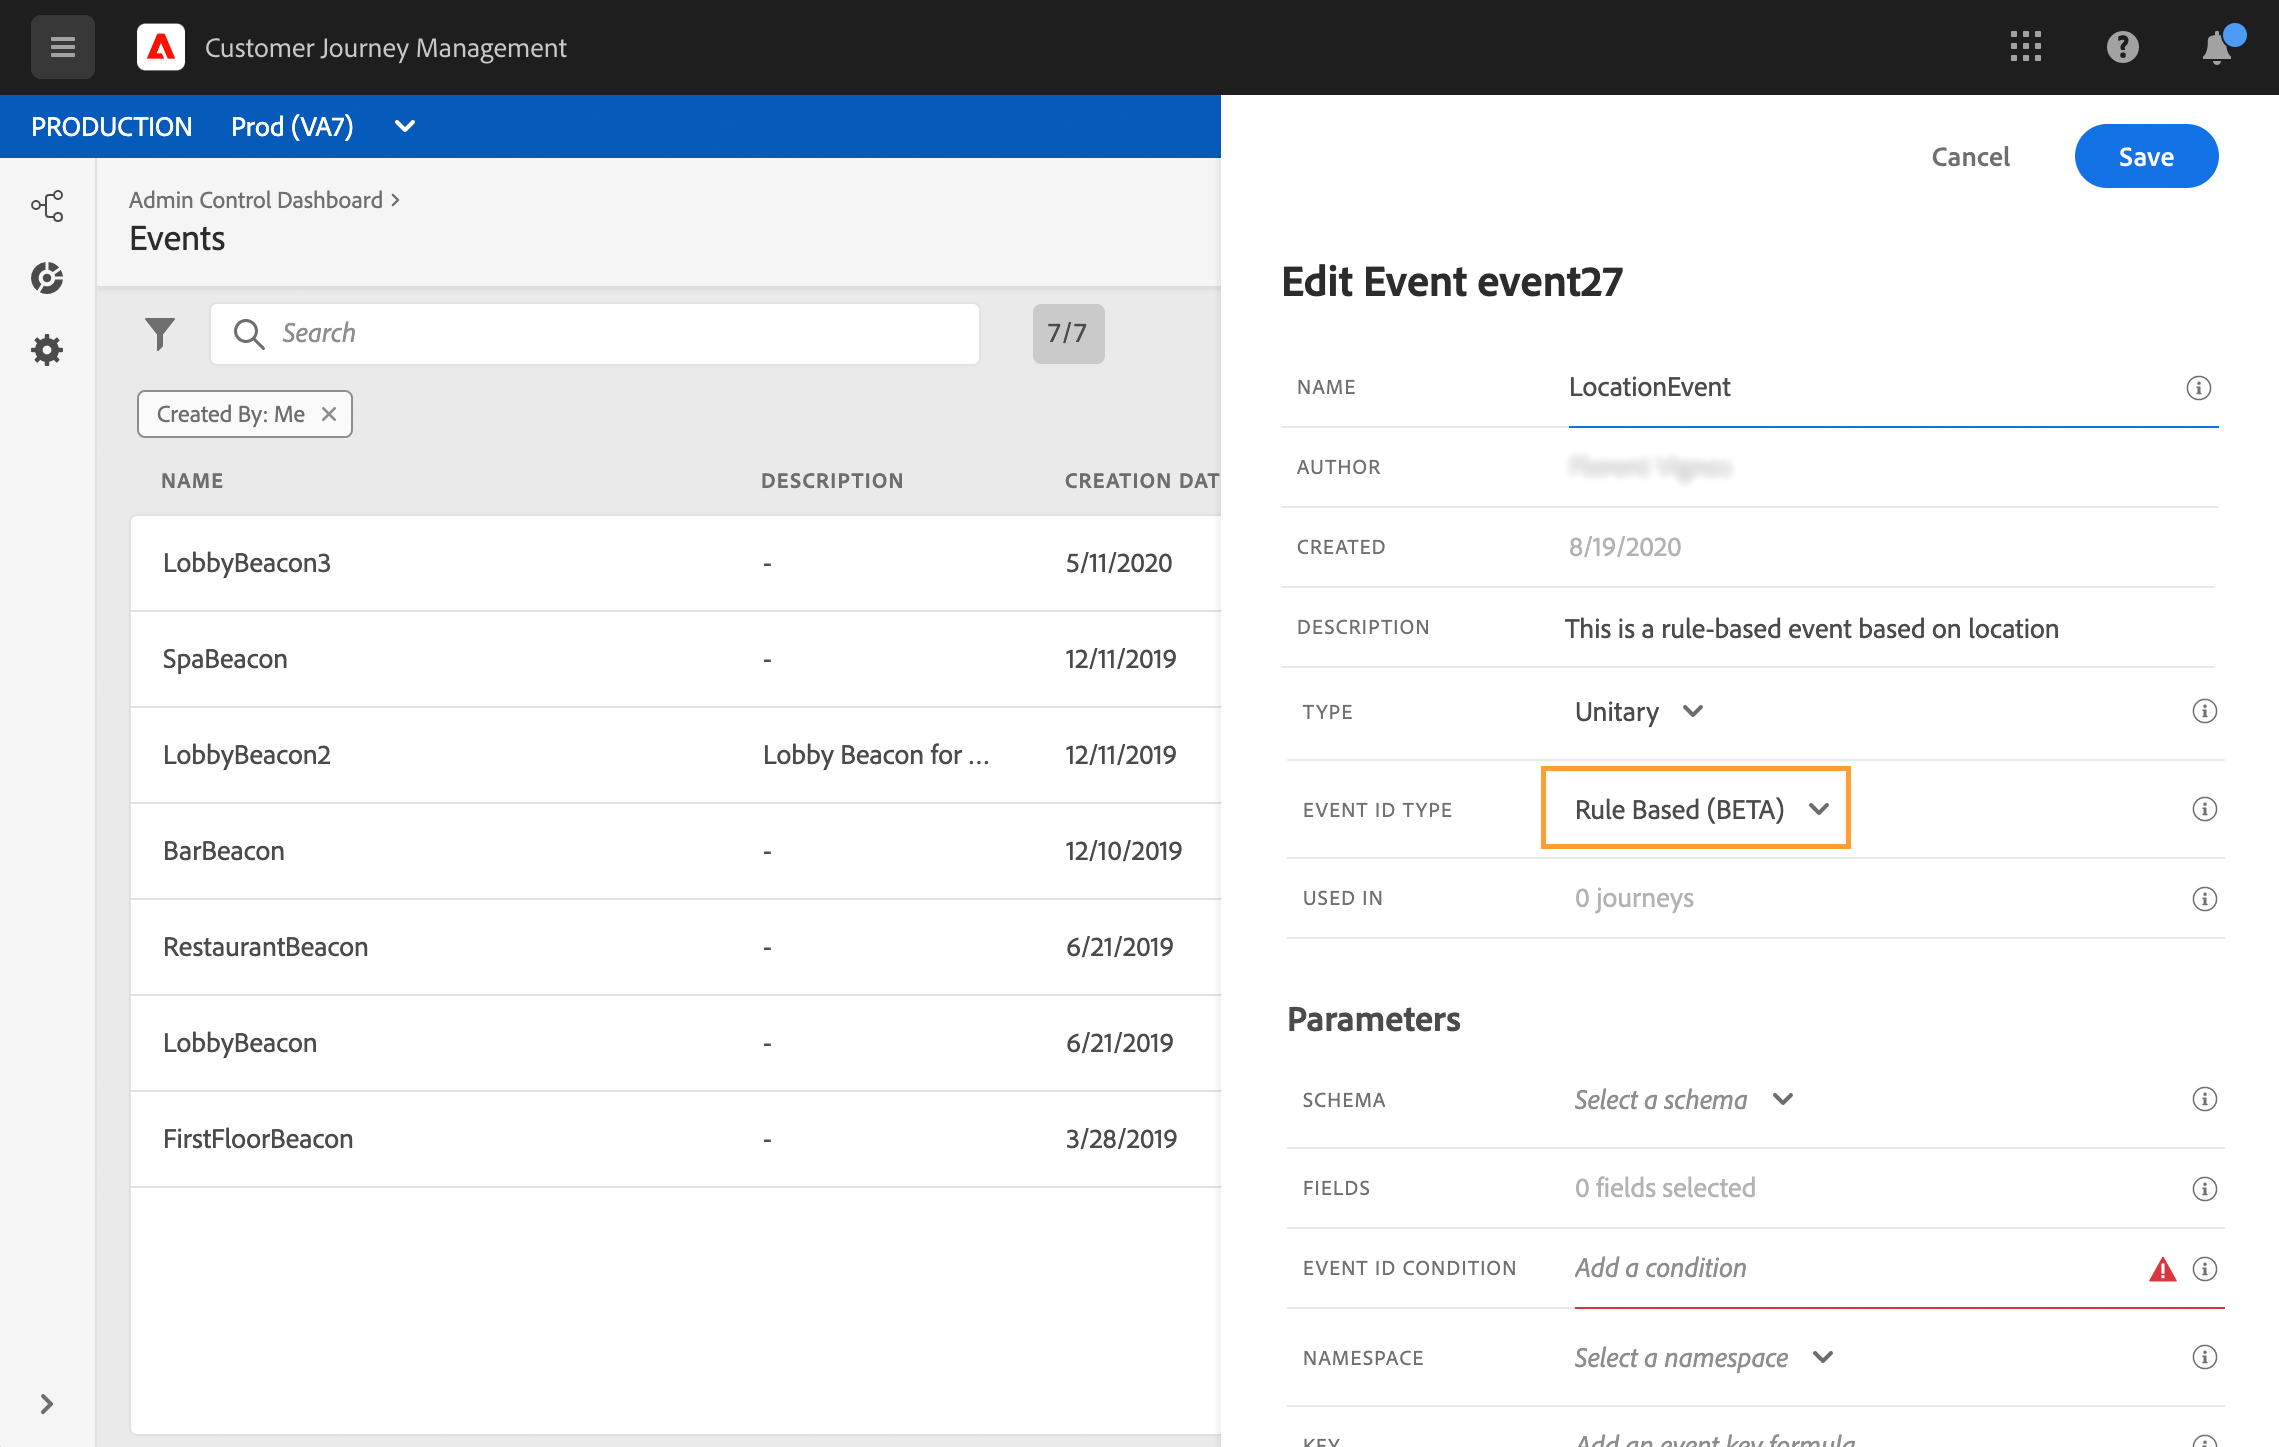 Customer Journey Management
PRODUCTION Prod (VA7)
Cancel Save
Admin Control Dashboard >
Events
Search
7/7
Created By: Me ×
NAME DESCRIPTION CREATION DAT
LobbyBeacon3 - 5/11/2020
SpaBeacon - 12/11/2019
LobbyBeacon2 Lobby Beacon for ... 12/11/2019
BarBeacon - 12/10/2019
RestaurantBeacon - 6/21/2019
LobbyBeacon - 6/21/2019
FirstFloorBeacon - 3/28/2019
Edit Event event27
NAME LocationEvent
AUTHOR
CREATED 8/19/2020
DESCRIPTION This is a rule-based event based on location
TYPE Unitary
EVENT ID TYPE Rule Based (BETA)
USED IN 0 journeys
Parameters
SCHEMA Select a schema
FIELDS 0 fields selected
EVENT ID CONDITION Add a condition
NAMESPACE Select a namespace
KEY Add an event key formula